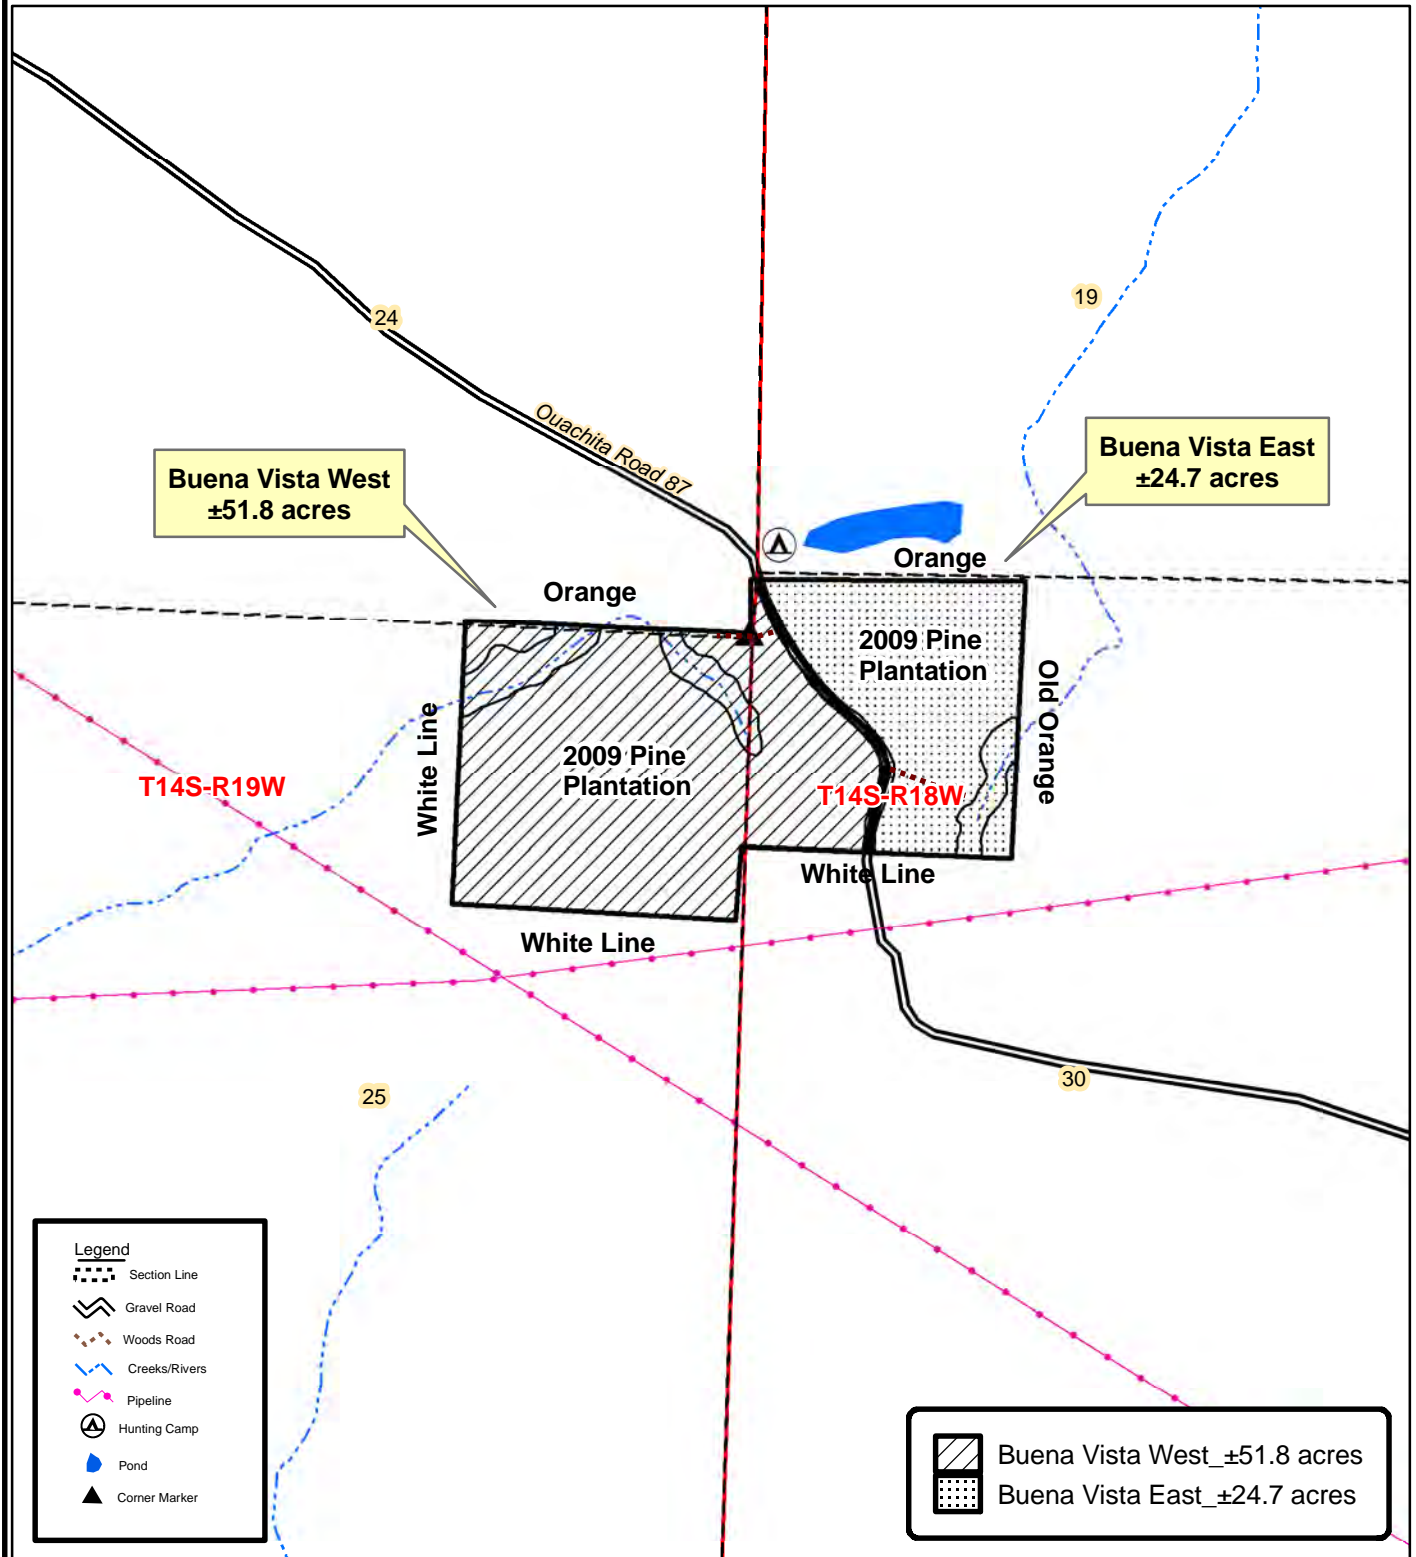 19
24
Ouachita Road 87
Buena Vista East
±24.7 acres
Buena Vista West
±51.8 acres
Orange
Orange
2009 Pine
Plantation
Old Orange
White Line
2009 Pine
Plantation
T14S-R19W
T14S-R18W
White Line
White Line
30
25
Legend
Section Line
Gravel Road
Woods Road
Creeks/Rivers
Pipeline
Hunting Camp
Pond
Corner Marker
Buena Vista West_±51.8 acres
Buena Vista East_±24.7 acres